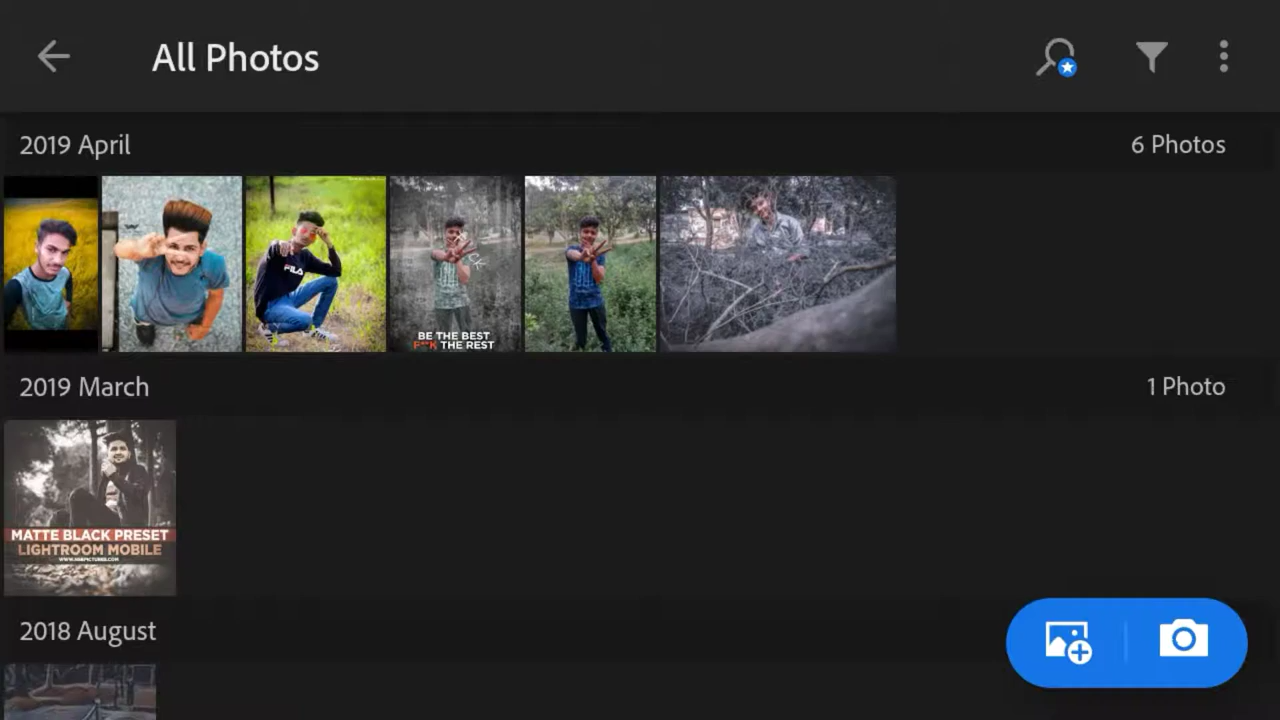 All Photos
2019 April
6 Photos
FILA
BE THE BEST
F**K THE REST
2019 March
1 Photo
MATTE BLACK PRESET
LIGHTROOM MOBILE
2018 August